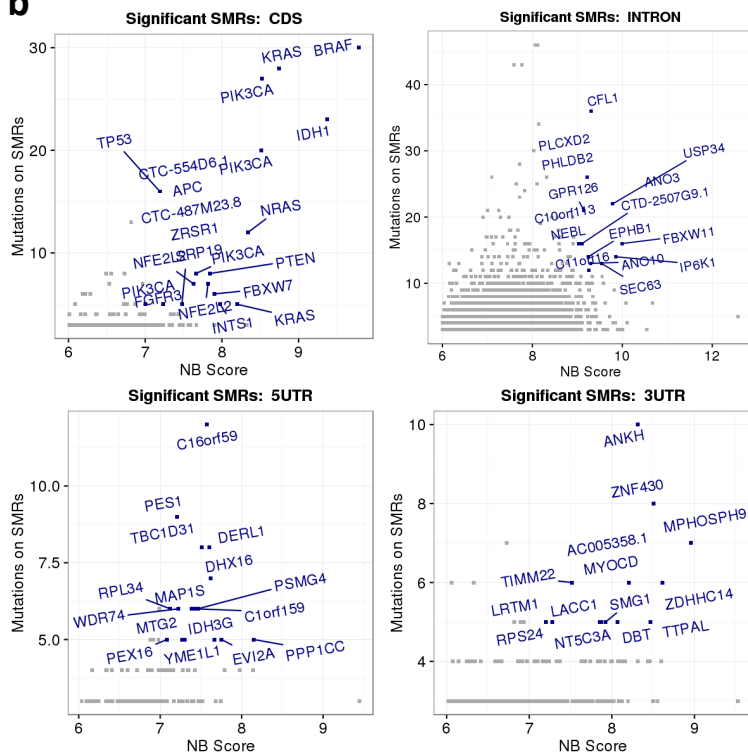 b
Significant SMRs: CDS
Mutations on SMRs
30
20
10
BRAF
KRAS
PIK3CA
IDH1
TP53
CTC-554D6.1
PIK3CA
APC
CTC-487M23.8
NRAS
ZRSR1
NFE2L2
SRP19
PIK3CA
PTEN
PIK3CA
FGFR3
FBXW7
NFE2L2
INTS1
KRAS
6 7 8 9
NB Score
Significant SMRs: INTRON
Mutations on SMRs
40
30
20
10
CFL1
PLCXD2
PHLDB2
USP34
GPR126
ANO3
CTD-2507G9.1
C10orf113
NEBL
EPHB1
FBXW11
ANO10
IP6K1
SEC63
6 8 10 12
NB Score
Significant SMRs: 5UTR
Mutations on SMRs
10.0
7.5
5.0
C16orf59
PES1
TBC1D31
DERL1
DHX16
RPL34
MAP1S
PSMG4
WDR74
C1orf159
MTG2
IDH3G
PEX16
YME1L1
EVI2A
PPP1CC
6 7 8 9
NB Score
Significant SMRs: 3UTR
Mutations on SMRs
10
8
6
4
ANKH
ZNF430
MPHOSPH9
AC005358.1
MYOCD
TIMM22
ZDHHC14
LRTM1
LACC1
SMG1
RPS24
NT5C3A
DBT
TTPAL
6 7 8 9
NB Score